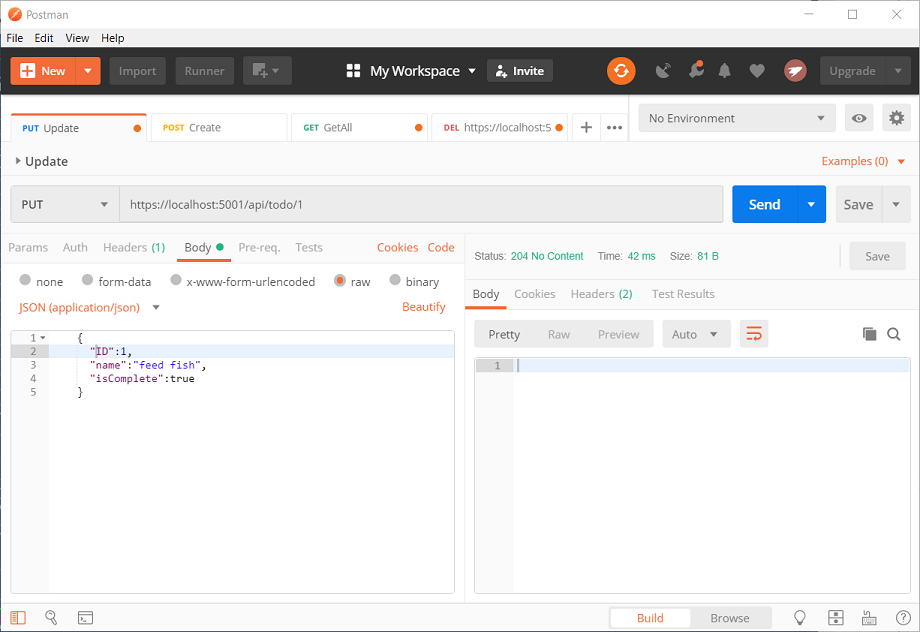 Postman
File Edit View Help
New Import Runner My Workspace Invite Upgrade
PUT Update POST Create GET GetAll DEL https://localhost:5 No Environment
Update Examples (0)
PUT https://localhost:5001/api/todo/1 Send Save
Params Auth Headers (1) Body Pre-req. Tests Cookies Code
none form-data x-www-form-urlencoded raw binary
JSON (application/json) Beautify
1 {
2 "ID":1,
3 "name":"feed fish",
4 "isComplete":true
5 }
Status: 204 No Content Time: 42 ms Size: 81 B Save
Body Cookies Headers (2) Test Results
Pretty Raw Preview Auto
1
Build Browse